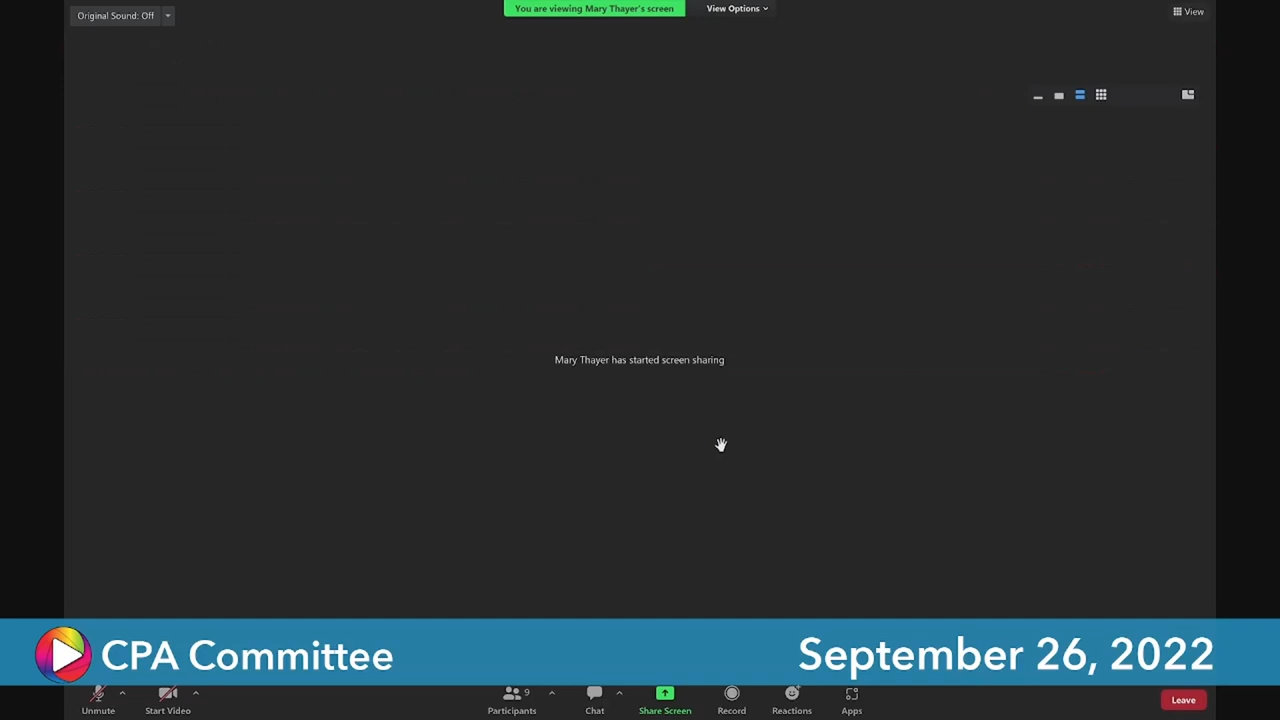 Original Sound: Off
You are viewing Mary Thayer's screen
View Options
View
Mary Thayer has started screen sharing
CPA Committee
September 26, 2022
Unmute
Start Video
9
Participants
Chat
Share Screen
Record
Reactions
Apps
Leave